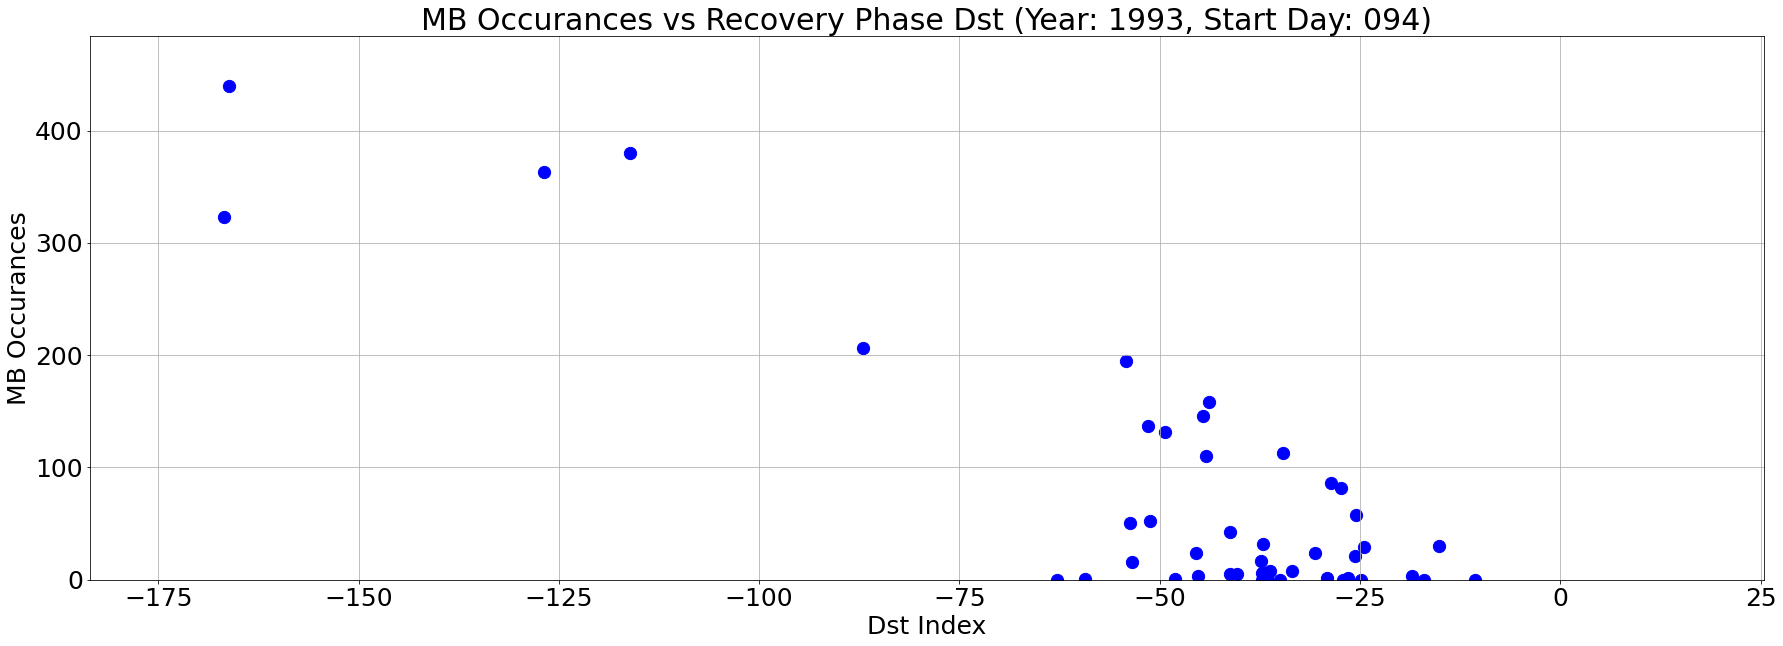 MB Occurances vs Recovery Phase Dst (Year: 1993, Start Day: 094)
400
300
200
100
0
MB Occurances
−175 −150 −125 −100 −75 −50 −25 0 25
Dst Index